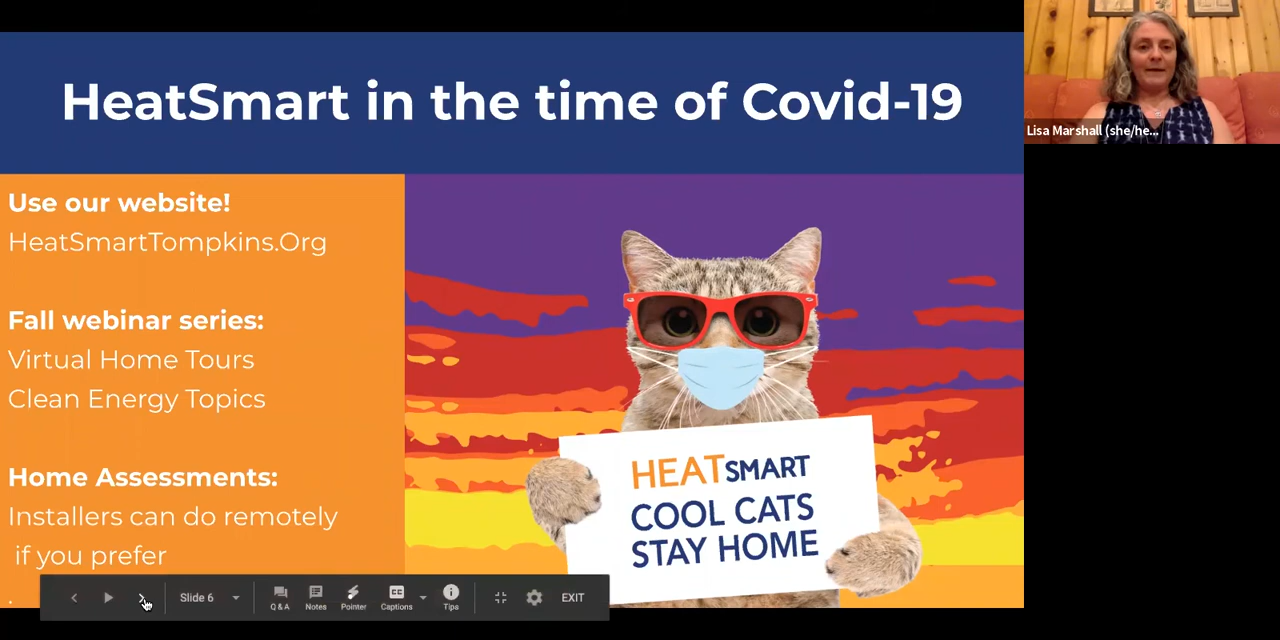 HeatSmart in the time of Covid-19
Lisa Marshall (she/he...
Use our website!
HeatSmartTompkins.Org
Fall webinar series:
Virtual Home Tours
Clean Energy Topics
Home Assessments:
Installers can do remotely
if you prefer
.
HEATSMART
COOL CATS
STAY HOME
Slide 6
Q & A
Notes
Pointer
Captions
Tips
EXIT